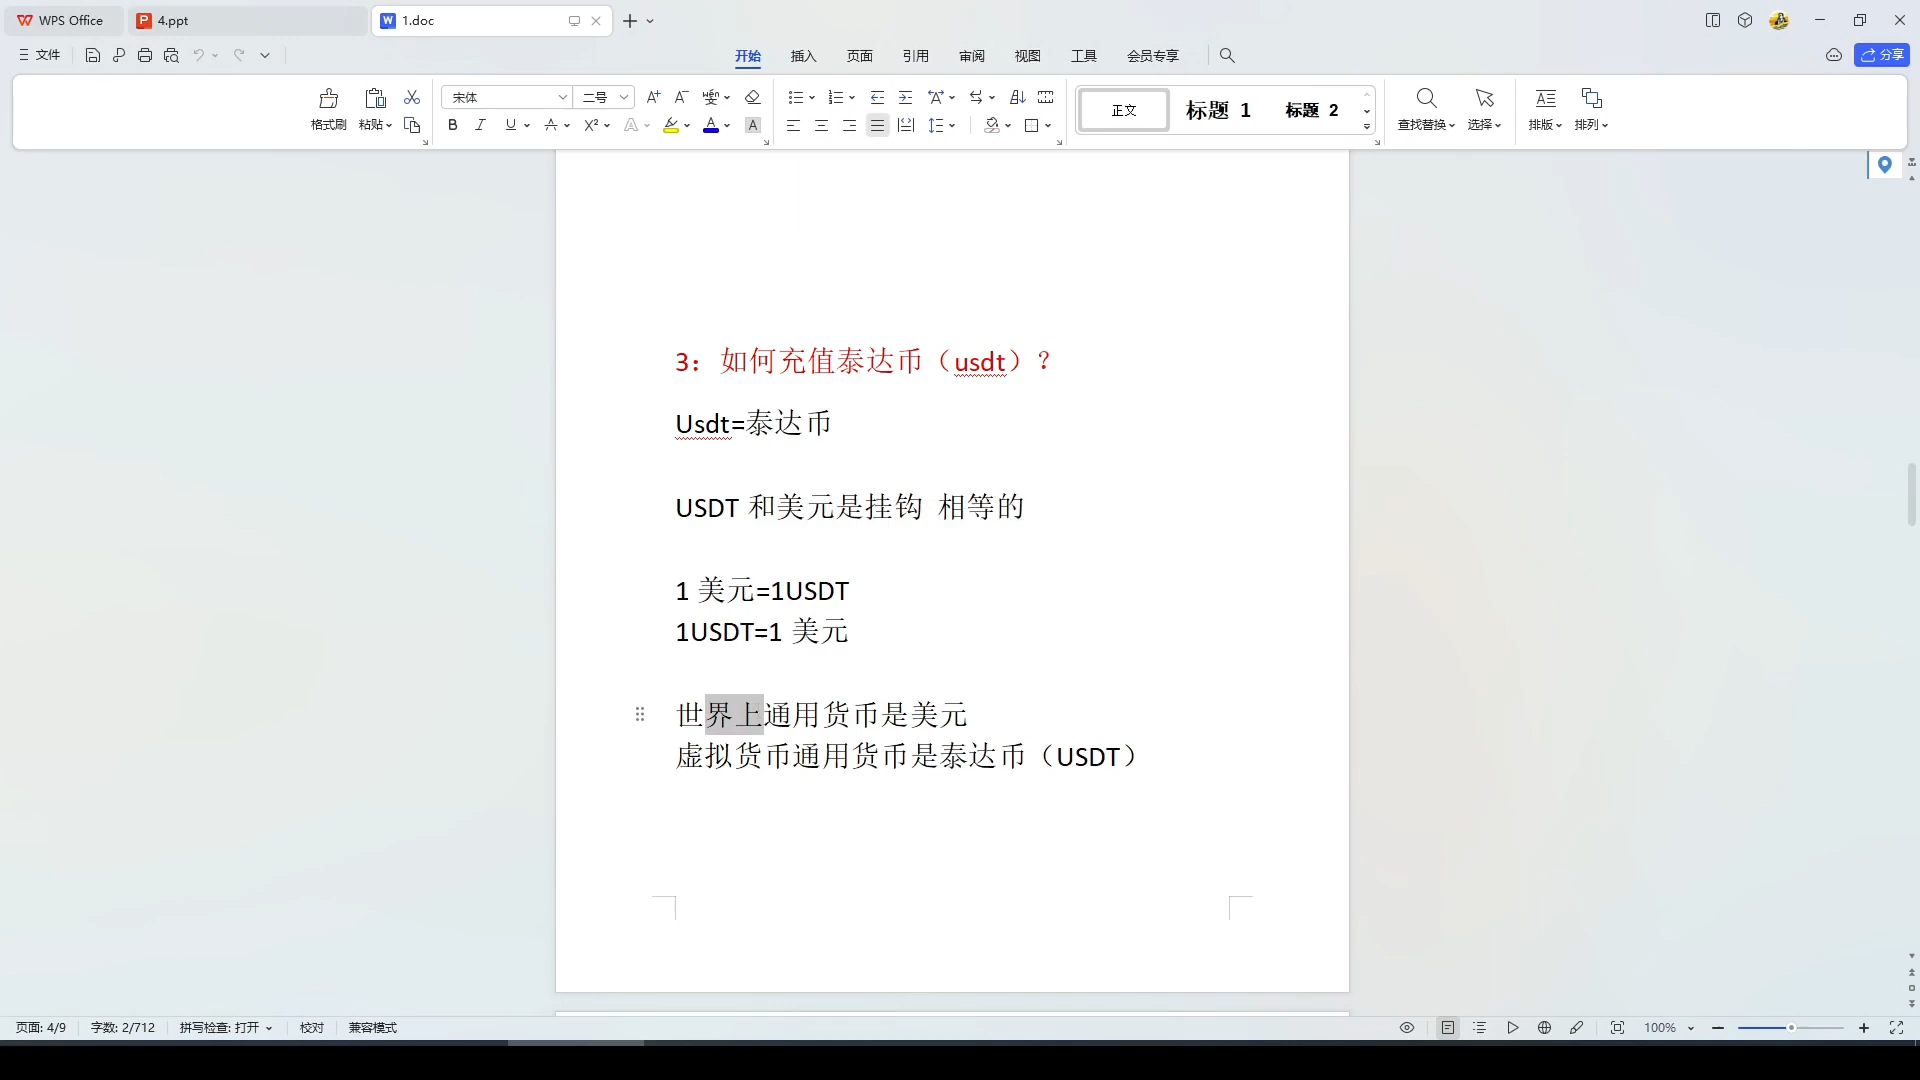 WPS Office
4.ppt
1.doc
文件
开始
插入
页面
引用
审阅
视图
工具
会员专享
分享
格式刷
粘贴
宋体
二号
正文
标题 1
标题 2
查找替换
选择
排版
排列
3：如何充值泰达币（usdt）？
Usdt=泰达币
USDT 和美元是挂钩 相等的
1 美元=1USDT
1USDT=1 美元
世界上通用货币是美元
虚拟货币通用货币是泰达币（USDT）
页面: 4/9
字数: 2/712
拼写检查: 打开
校对
兼容模式
100%